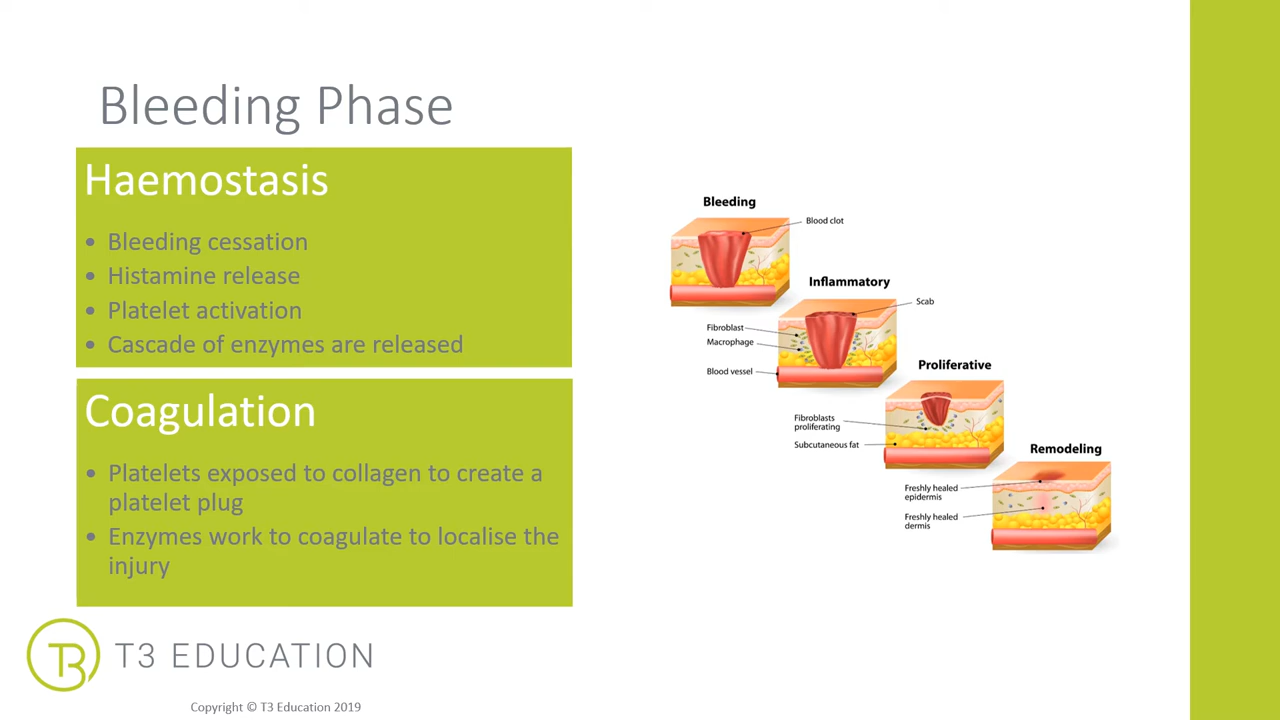 Bleeding Phase
Haemostasis
• Bleeding cessation
• Histamine release
• Platelet activation
• Cascade of enzymes are released
Coagulation
• Platelets exposed to collagen to create a
platelet plug
• Enzymes work to coagulate to localise the
injury
Bleeding
Blood clot
Inflammatory
Scab
Fibroblast
Macrophage
Blood vessel
Proliferative
Fibroblasts
proliferating
Subcutaneous fat
Remodeling
Freshly healed
epidermis
Freshly healed
dermis
T3 EDUCATION
Copyright © T3 Education 2019